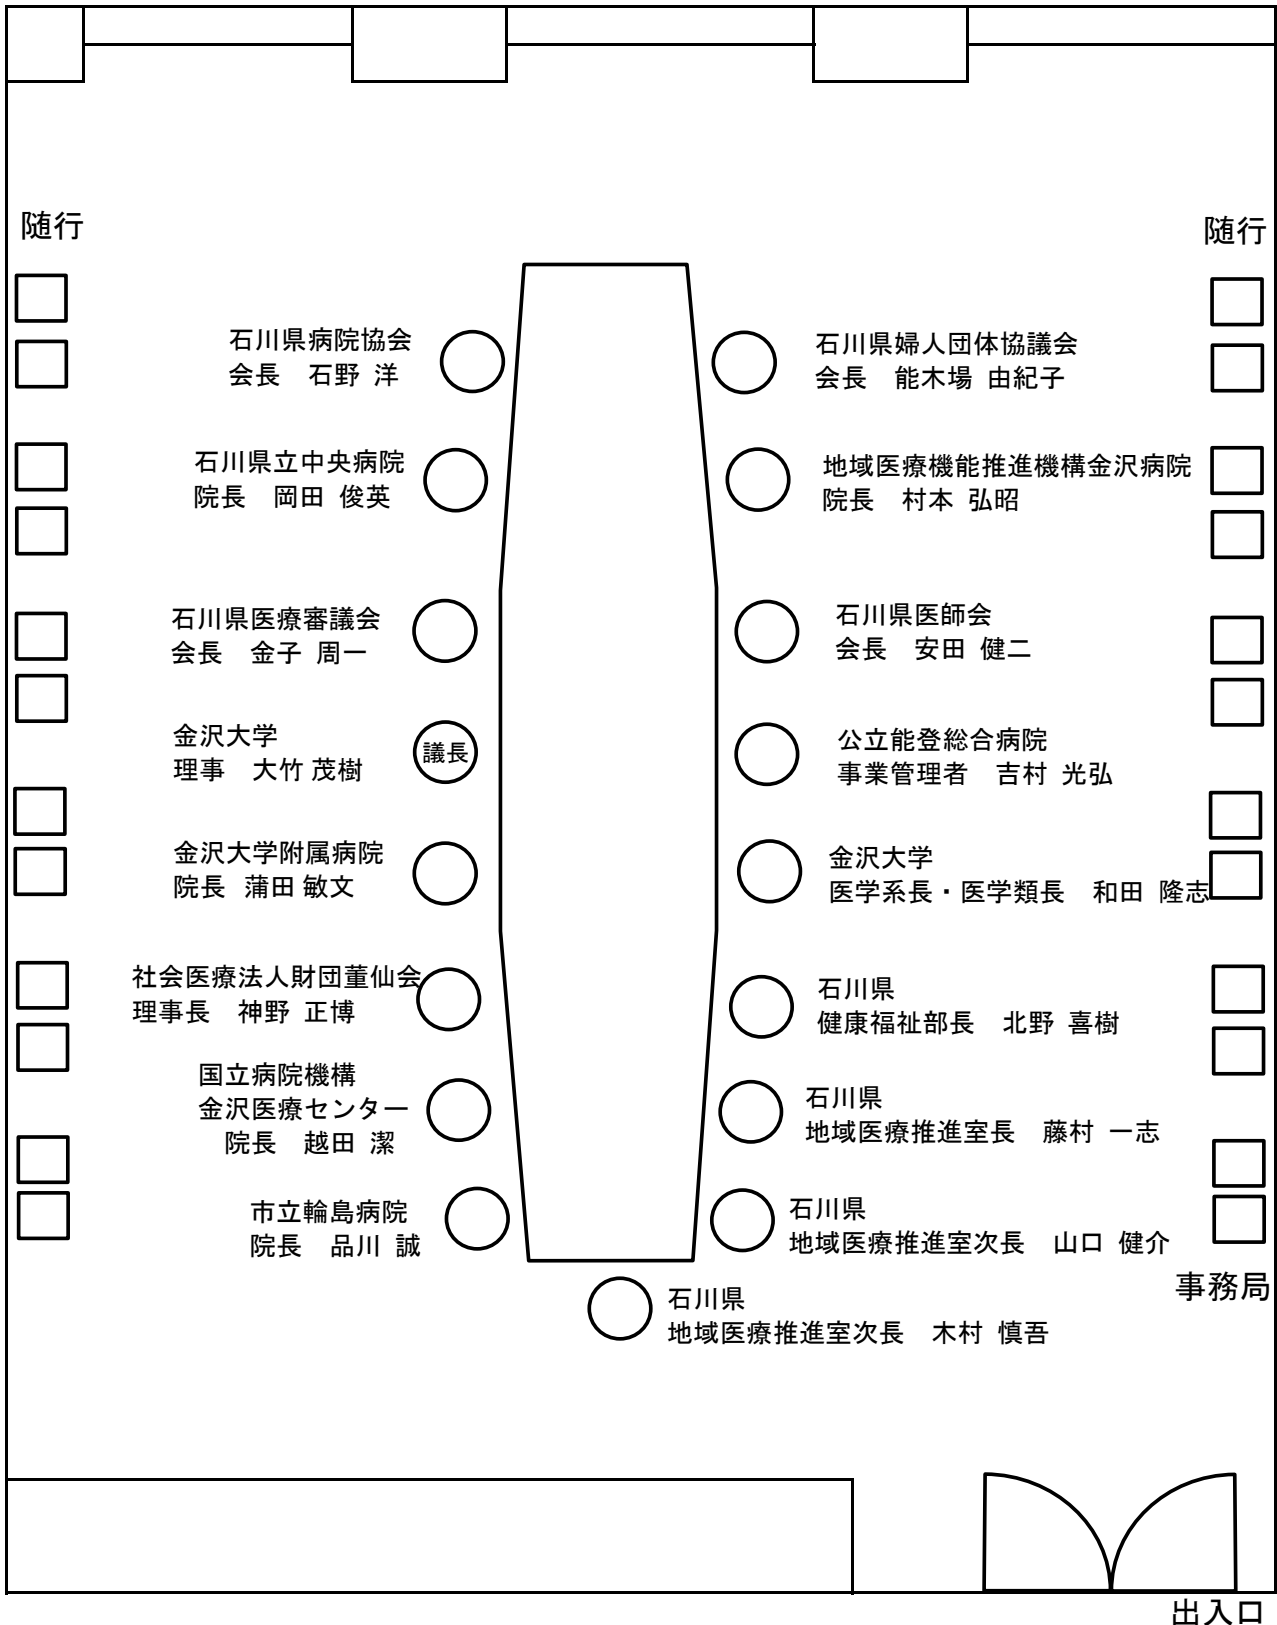 随行
随行
石川県病院協会
会長　石野 洋
石川県婦人団体協議会
会長　能木場 由紀子
石川県立中央病院
院長　岡田 俊英
地域医療機能推進機構金沢病院
院長　村本 弘昭
石川県医療審議会
会長　金子 周一
石川県医師会
会長　安田 健二
金沢大学
理事　大竹 茂樹
議長
公立能登総合病院
事業管理者　吉村 光弘
金沢大学附属病院
院長 蒲田 敏文
金沢大学
医学系長・医学類長　和田 隆志
社会医療法人財団董仙会
理事長　神野 正博
石川県
健康福祉部長　北野 喜樹
国立病院機構
金沢医療センター
院長　越田 潔
石川県
地域医療推進室長　藤村 一志
市立輪島病院
院長　品川 誠
石川県
地域医療推進室次長　山口 健介
事務局
石川県
地域医療推進室次長　木村 慎吾
出入口